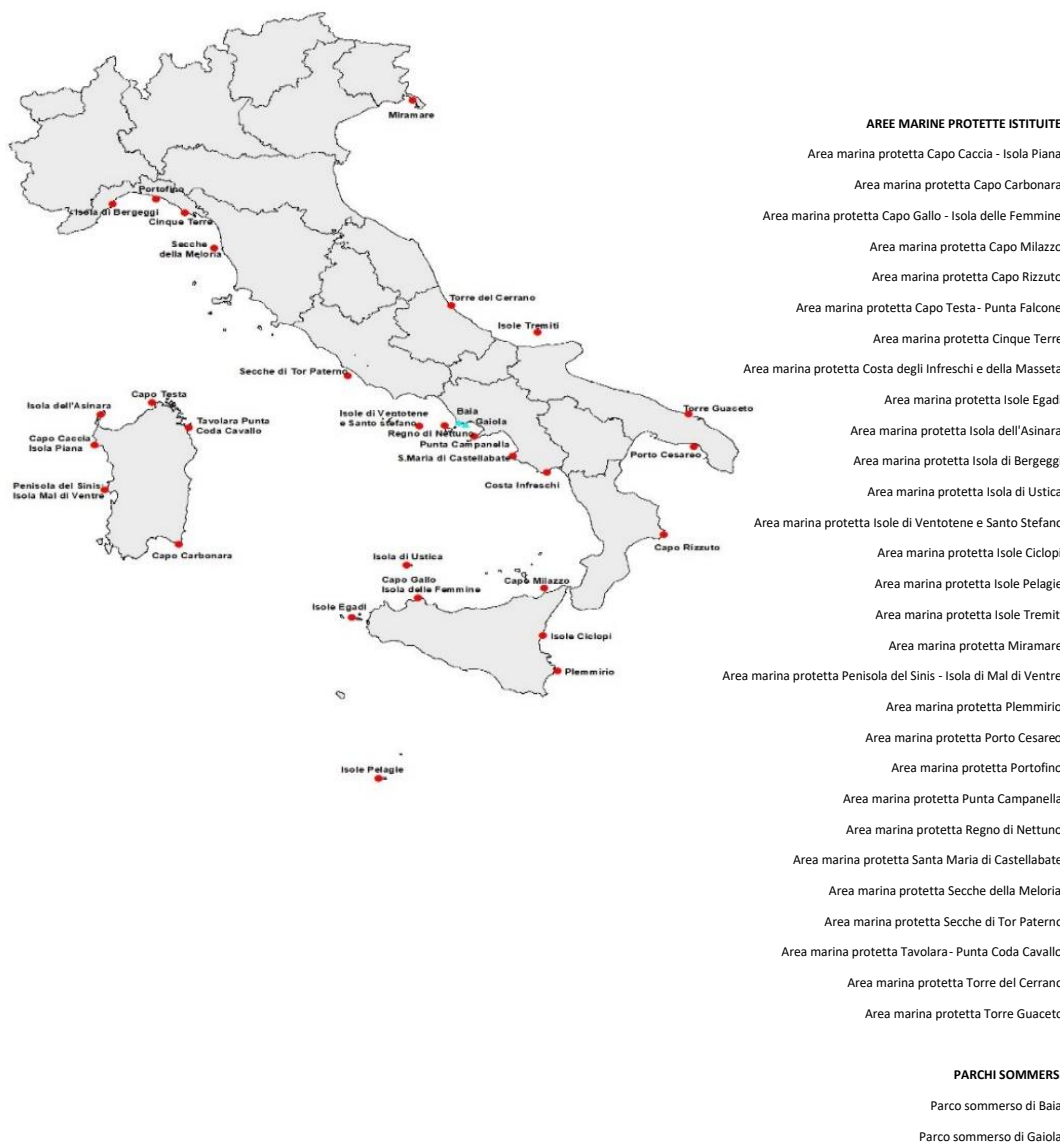 Miramare
Portofino
Isola di Bergeggi
Cinque Terre
Secche
della Meloria
Torre del Cerrano
Isole Tremiti
Secche di Tor Paterno
Capo Testa
Isola dell'Asinara
Tavolara Punta
Coda Cavallo
Capo Caccia
Isola Piana
Penisola del Sinis
Isola Mal di Ventre
Capo Carbonara
Isole di Ventotene
e Santo stefano
Baia
Gaiola
Regno di Nettuno
Punta Campanella
S.Maria di Castellabate
Costa Infreschi
Torre Guaceto
Porto Cesareo
Capo Rizzuto
Isola di Ustica
Capo Gallo
Isola delle Femmine
Capo Milazzo
Isole Egadi
Isole Ciclopi
Plemmirio
Isole Pelagie
AREE MARINE PROTETTE ISTITUITE
Area marina protetta Capo Caccia - Isola Piana
Area marina protetta Capo Carbonara
Area marina protetta Capo Gallo - Isola delle Femmine
Area marina protetta Capo Milazzo
Area marina protetta Capo Rizzuto
Area marina protetta Capo Testa- Punta Falcone
Area marina protetta Cinque Terre
Area marina protetta Costa degli Infreschi e della Masseta
Area marina protetta Isole Egadi
Area marina protetta Isola dell'Asinara
Area marina protetta Isola di Bergeggi
Area marina protetta Isola di Ustica
Area marina protetta Isole di Ventotene e Santo Stefano
Area marina protetta Isole Ciclopi
Area marina protetta Isole Pelagie
Area marina protetta Isole Tremit
Area marina protetta Miramare
Area marina protetta Penisola del Sinis - Isola di Mal di Ventre
Area marina protetta Plemmirio
Area marina protetta Porto Cesareo
Area marina protetta Portofino
Area marina protetta Punta Campanella
Area marina protetta Regno di Nettuno
Area marina protetta Santa Maria di Castellabate
Area marina protetta Secche della Meloria
Area marina protetta Secche di Tor Paterno
Area marina protetta Tavolara- Punta Coda Cavallo
Area marina protetta Torre del Cerrano
Area marina protetta Torre Guaceto
PARCHI SOMMERS
Parco sommerso di Baia
Parco sommerso di Gaiola